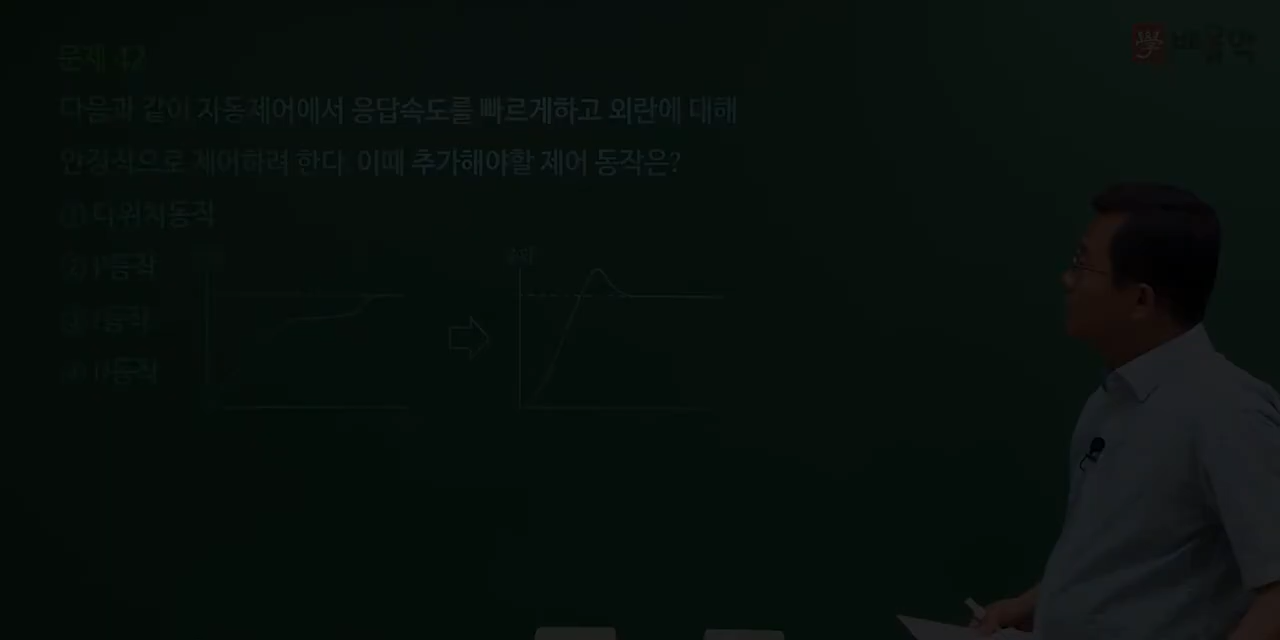 문제 12
배움학
다음과 같이 자동제어에서 응답속도를 빠르게하고 외란에 대해
안정적으로 제어하려 한다. 이때 추가해야할 제어 동작은?
① 다위치동작
② P동작
③ I동작
④ D동작